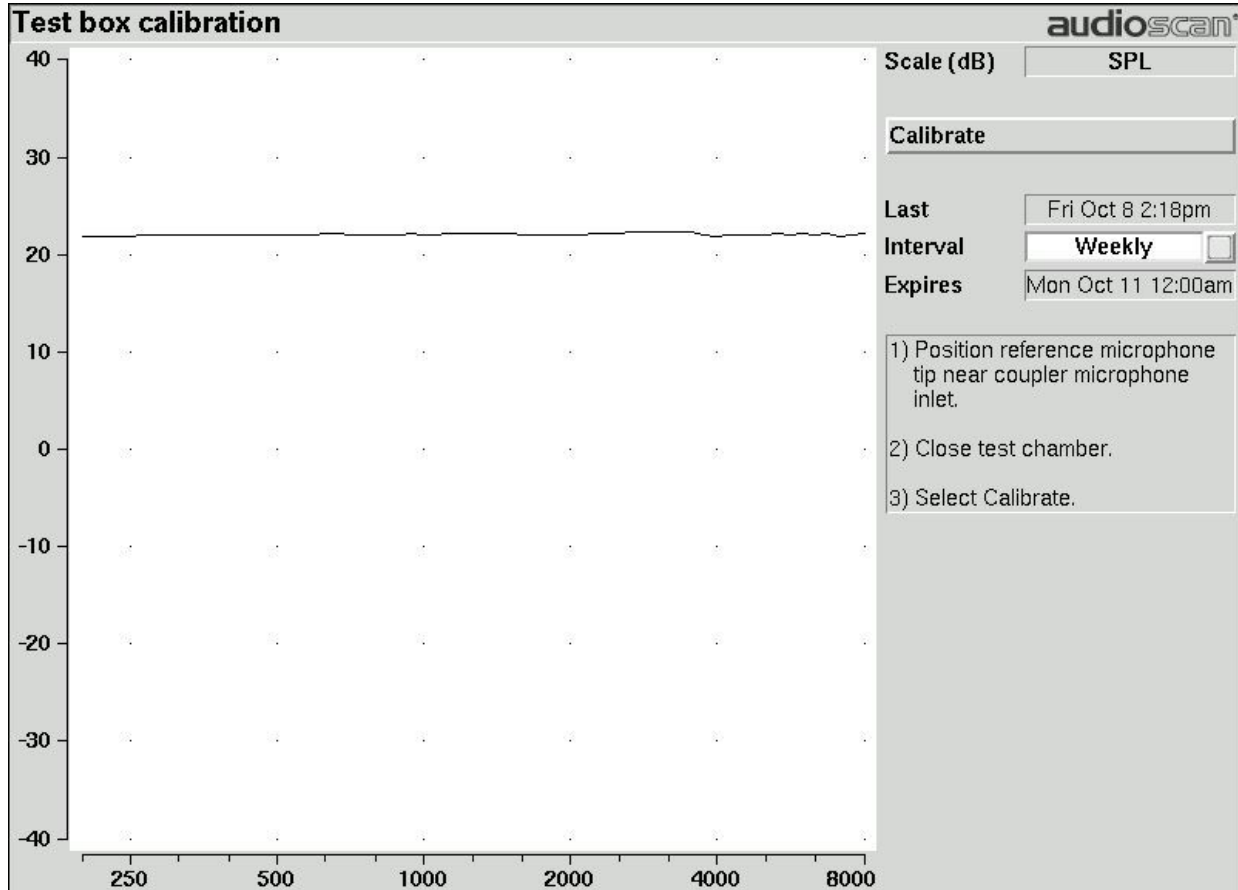 Test box calibration
audioscan
40
30
20
10
0
-10
-20
-30
-40
250 500 1000 2000 4000 8000
Scale (dB) SPL
Calibrate
Last Fri Oct 8 2:18pm
Interval Weekly
Expires Mon Oct 11 12:00am
1) Position reference microphone
tip near coupler microphone
inlet.
2) Close test chamber.
3) Select Calibrate.